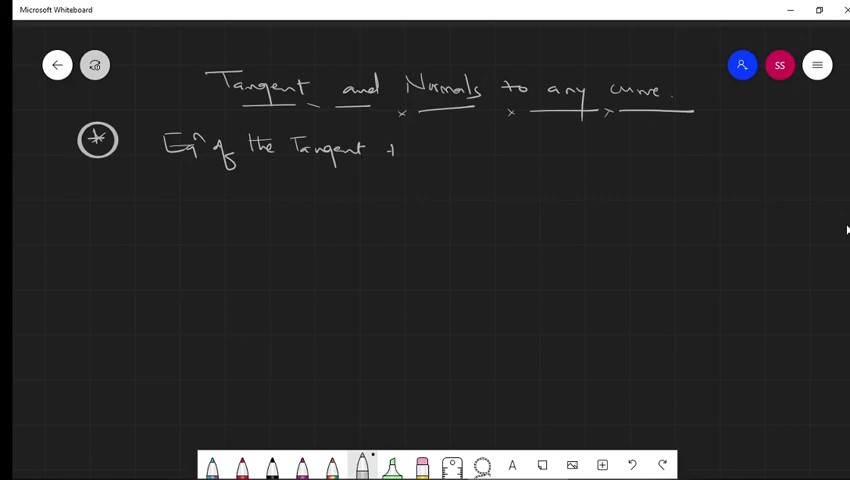 Microsoft Whiteboard
SS
Tangent and Normals to any curve.
Eqⁿ of the Tangent
A